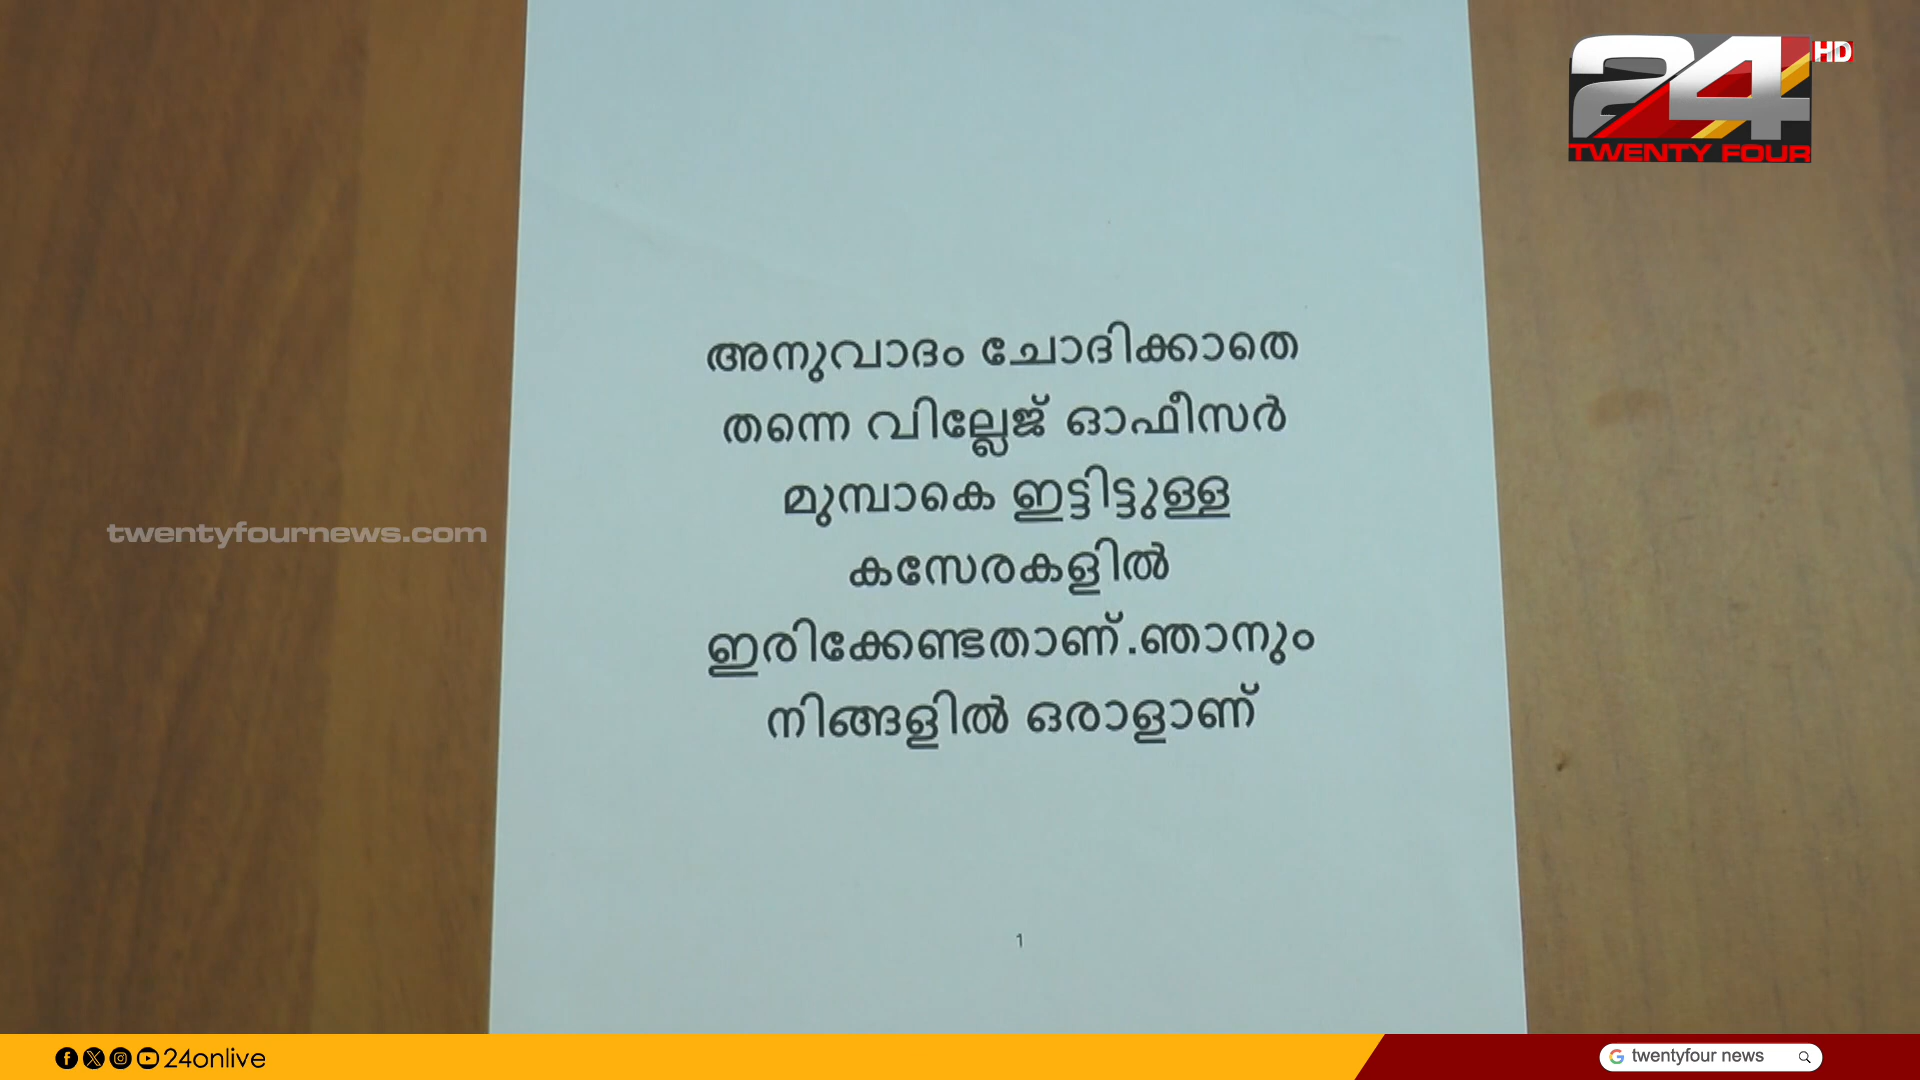 24 HD
TWENTY FOUR
അനുവാദം ചോദിക്കാതെ
തന്നെ വില്ലേജ് ഓഫീസർ
മുമ്പാകെ ഇട്ടിട്ടുള്ള
കസേരകളിൽ
ഇരിക്കേണ്ടതാണ്.ഞാനും
നിങ്ങളിൽ ഒരാളാണ്
twentyfournews.com
1
24onlive
twentyfour news